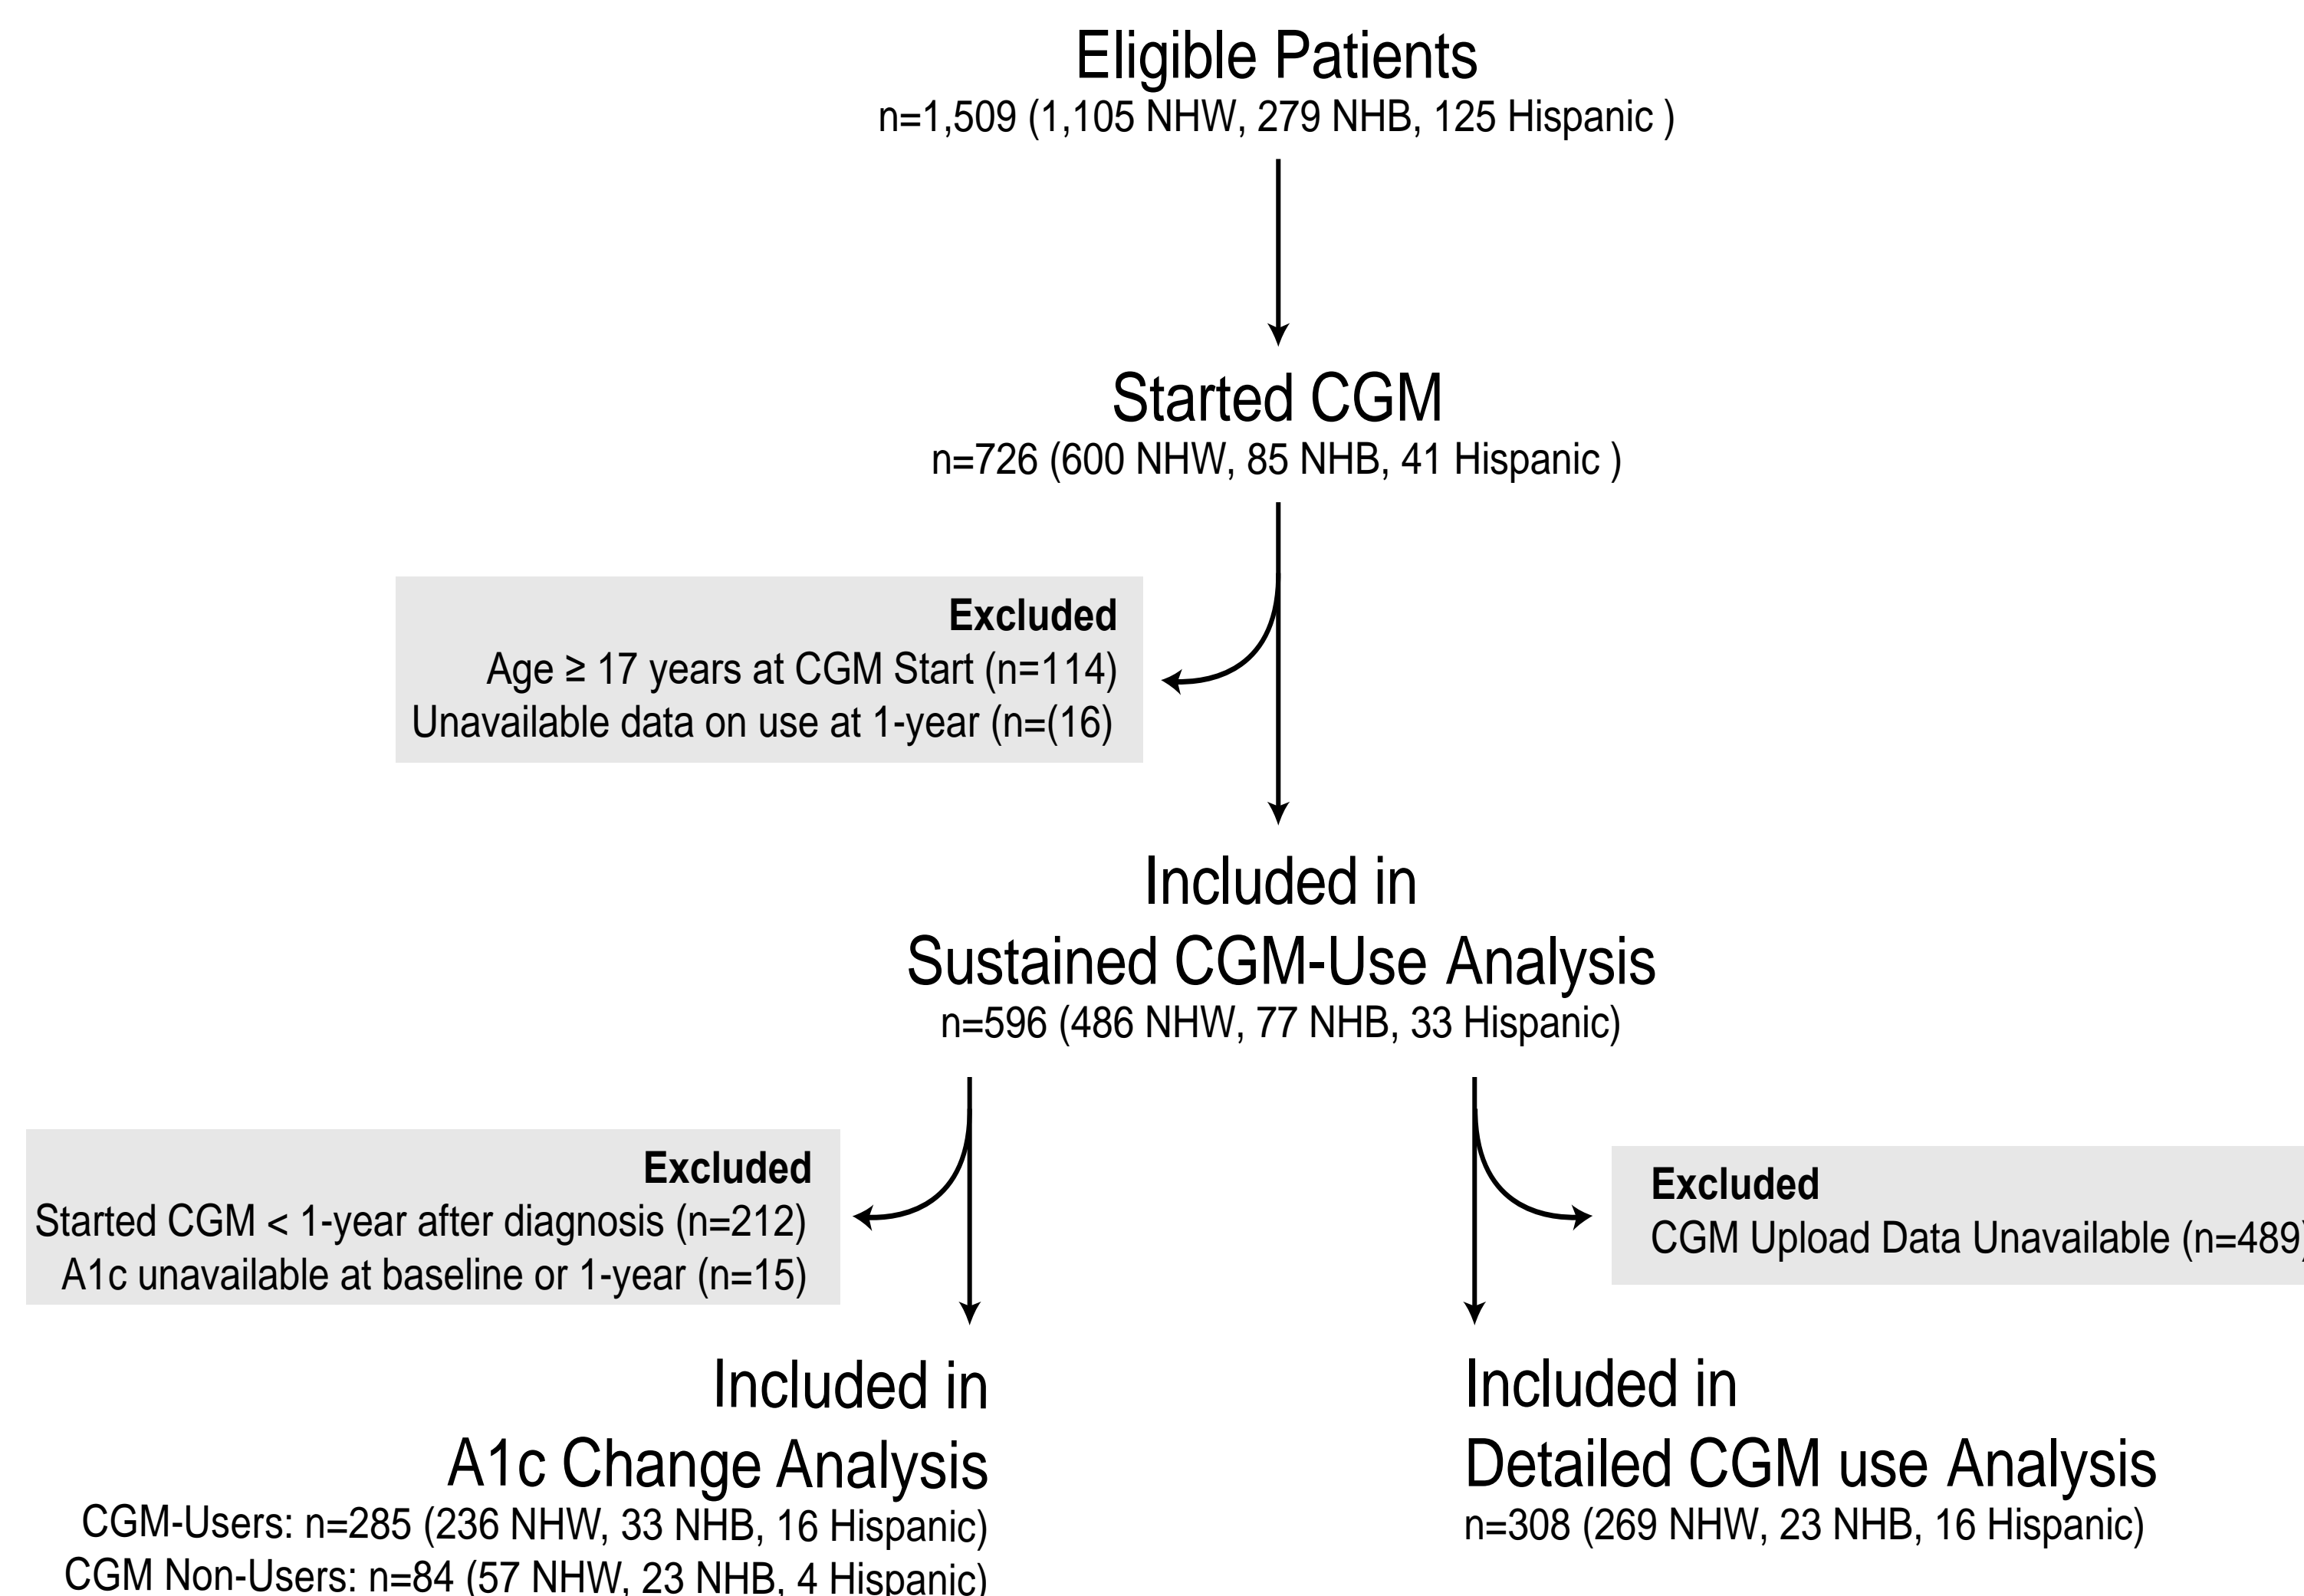 Eligible Patients
n=1,509 (1,105 NHW, 279 NHB, 125 Hispanic )
Started CGM
n=726 (600 NHW, 85 NHB, 41 Hispanic )
Excluded
Age ≥ 17 years at CGM Start (n=114)
Unavailable data on use at 1-year (n=(16)
Included in
Sustained CGM-Use Analysis
n=596 (486 NHW, 77 NHB, 33 Hispanic)
Excluded
Started CGM < 1-year after diagnosis (n=212)
A1c unavailable at baseline or 1-year (n=15)
Excluded
CGM Upload Data Unavailable (n=489)
Included in
A1c Change Analysis
CGM-Users: n=285 (236 NHW, 33 NHB, 16 Hispanic)
CGM Non-Users: n=84 (57 NHW, 23 NHB, 4 Hispanic)
Included in
Detailed CGM use Analysis
n=308 (269 NHW, 23 NHB, 16 Hispanic)